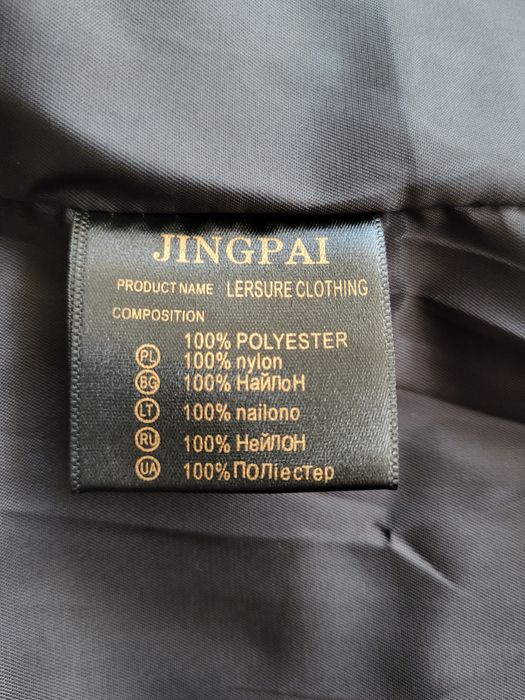 JINGPAI
PRODUCT NAME LERSURE CLOTHING
COMPOSITION
100% POLYESTER
PL 100% nylon
BG 100% НайЛоН
LT 100% nailono
RU 100% НеЙЛОН
UA 100% ПОЛіесТер